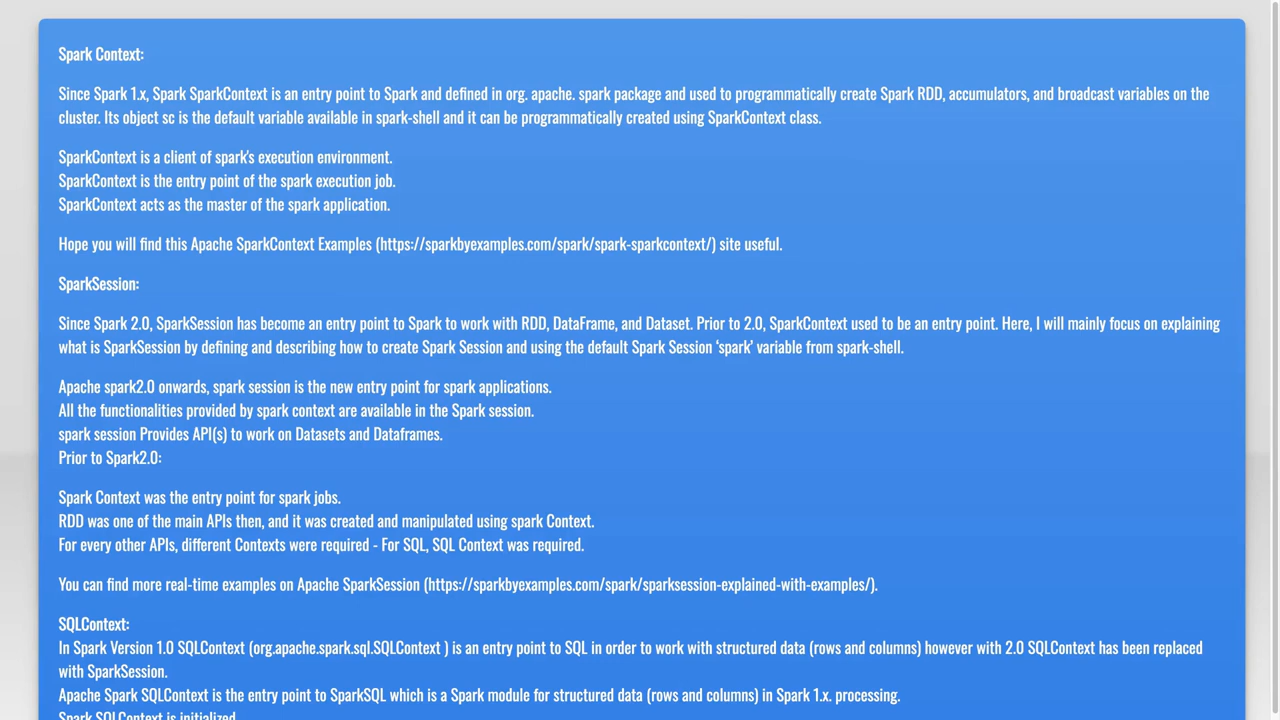 Spark Context:
Since Spark 1.x, Spark SparkContext is an entry point to Spark and defined in org. apache. spark package and used to programmatically create Spark RDD, accumulators, and broadcast variables on the
cluster. Its object sc is the default variable available in spark-shell and it can be programmatically created using SparkContext class.
SparkContext is a client of spark's execution environment.
SparkContext is the entry point of the spark execution job.
SparkContext acts as the master of the spark application.
Hope you will find this Apache SparkContext Examples (https://sparkbyexamples.com/spark/spark-sparkcontext/) site useful.
SparkSession:
Since Spark 2.0, SparkSession has become an entry point to Spark to work with RDD, DataFrame, and Dataset. Prior to 2.0, SparkContext used to be an entry point. Here, I will mainly focus on explaining
what is SparkSession by defining and describing how to create Spark Session and using the default Spark Session ‘spark’ variable from spark-shell.
Apache spark2.0 onwards, spark session is the new entry point for spark applications.
All the functionalities provided by spark context are available in the Spark session.
spark session Provides API(s) to work on Datasets and Dataframes.
Prior to Spark2.0:
Spark Context was the entry point for spark jobs.
RDD was one of the main APIs then, and it was created and manipulated using spark Context.
For every other APIs, different Contexts were required - For SQL, SQL Context was required.
You can find more real-time examples on Apache SparkSession (https://sparkbyexamples.com/spark/sparksession-explained-with-examples/).
SQLContext:
In Spark Version 1.0 SQLContext (org.apache.spark.sql.SQLContext ) is an entry point to SQL in order to work with structured data (rows and columns) however with 2.0 SQLContext has been replaced
with SparkSession.
Apache Spark SQLContext is the entry point to SparkSQL which is a Spark module for structured data (rows and columns) in Spark 1.x. processing.
Spark SQLContext is initialized.